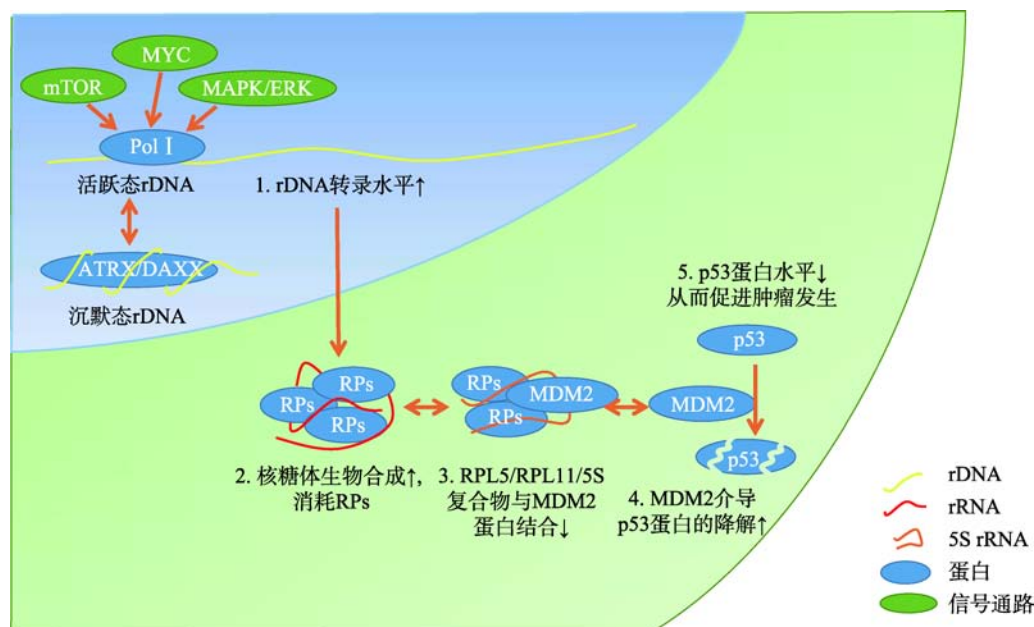 MYC
mTOR
MAPK/ERK
Pol Ⅰ
活跃态rDNA
1. rDNA转录水平↑
ATRX/DAXX
沉默态rDNA
5. p53蛋白水平↓
从而促进肿瘤发生
p53
RPs
RPs
RPs
RPs
RPs
MDM2
MDM2
p53
2. 核糖体生物合成↑,
消耗RPs
3. RPL5/RPL11/5S
复合物与MDM2
蛋白结合↓
4. MDM2介导
p53蛋白的降解↑
rDNA
rRNA
5S rRNA
蛋白
信号通路